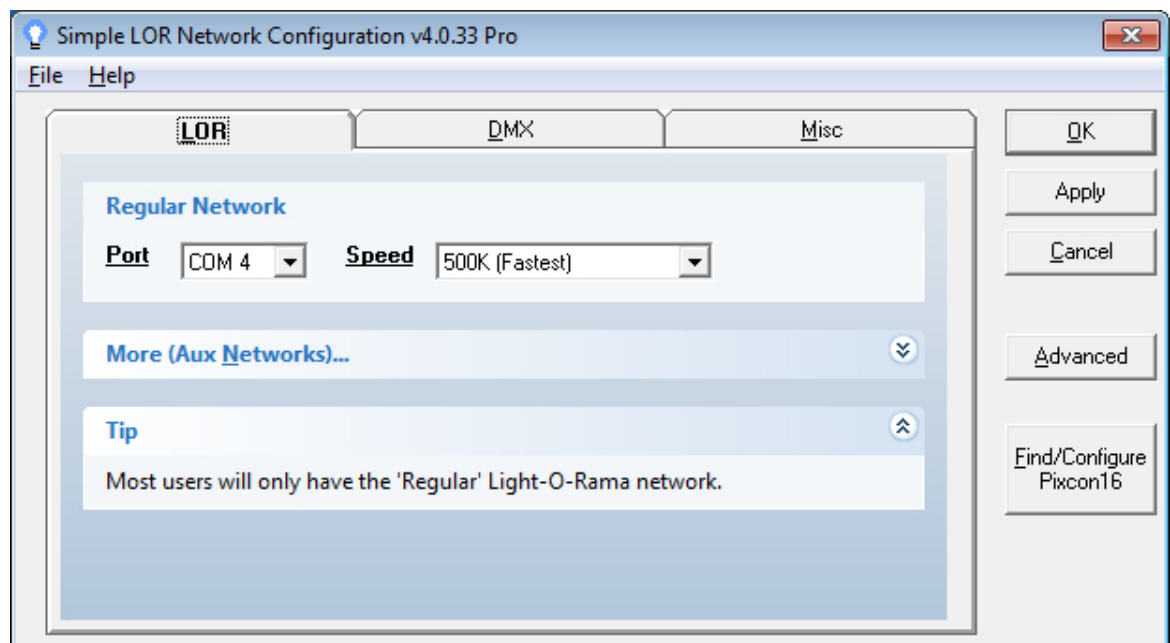 Simple LOR Network Configuration v4.0.33 Pro
File Help
LOR DMX Misc
OK
Apply
Cancel
Advanced
Find/Configure
Pixcon16
Regular Network
Port COM 4 Speed 500K (Fastest)
More (Aux Networks)...
Tip
Most users will only have the 'Regular' Light-O-Rama network.